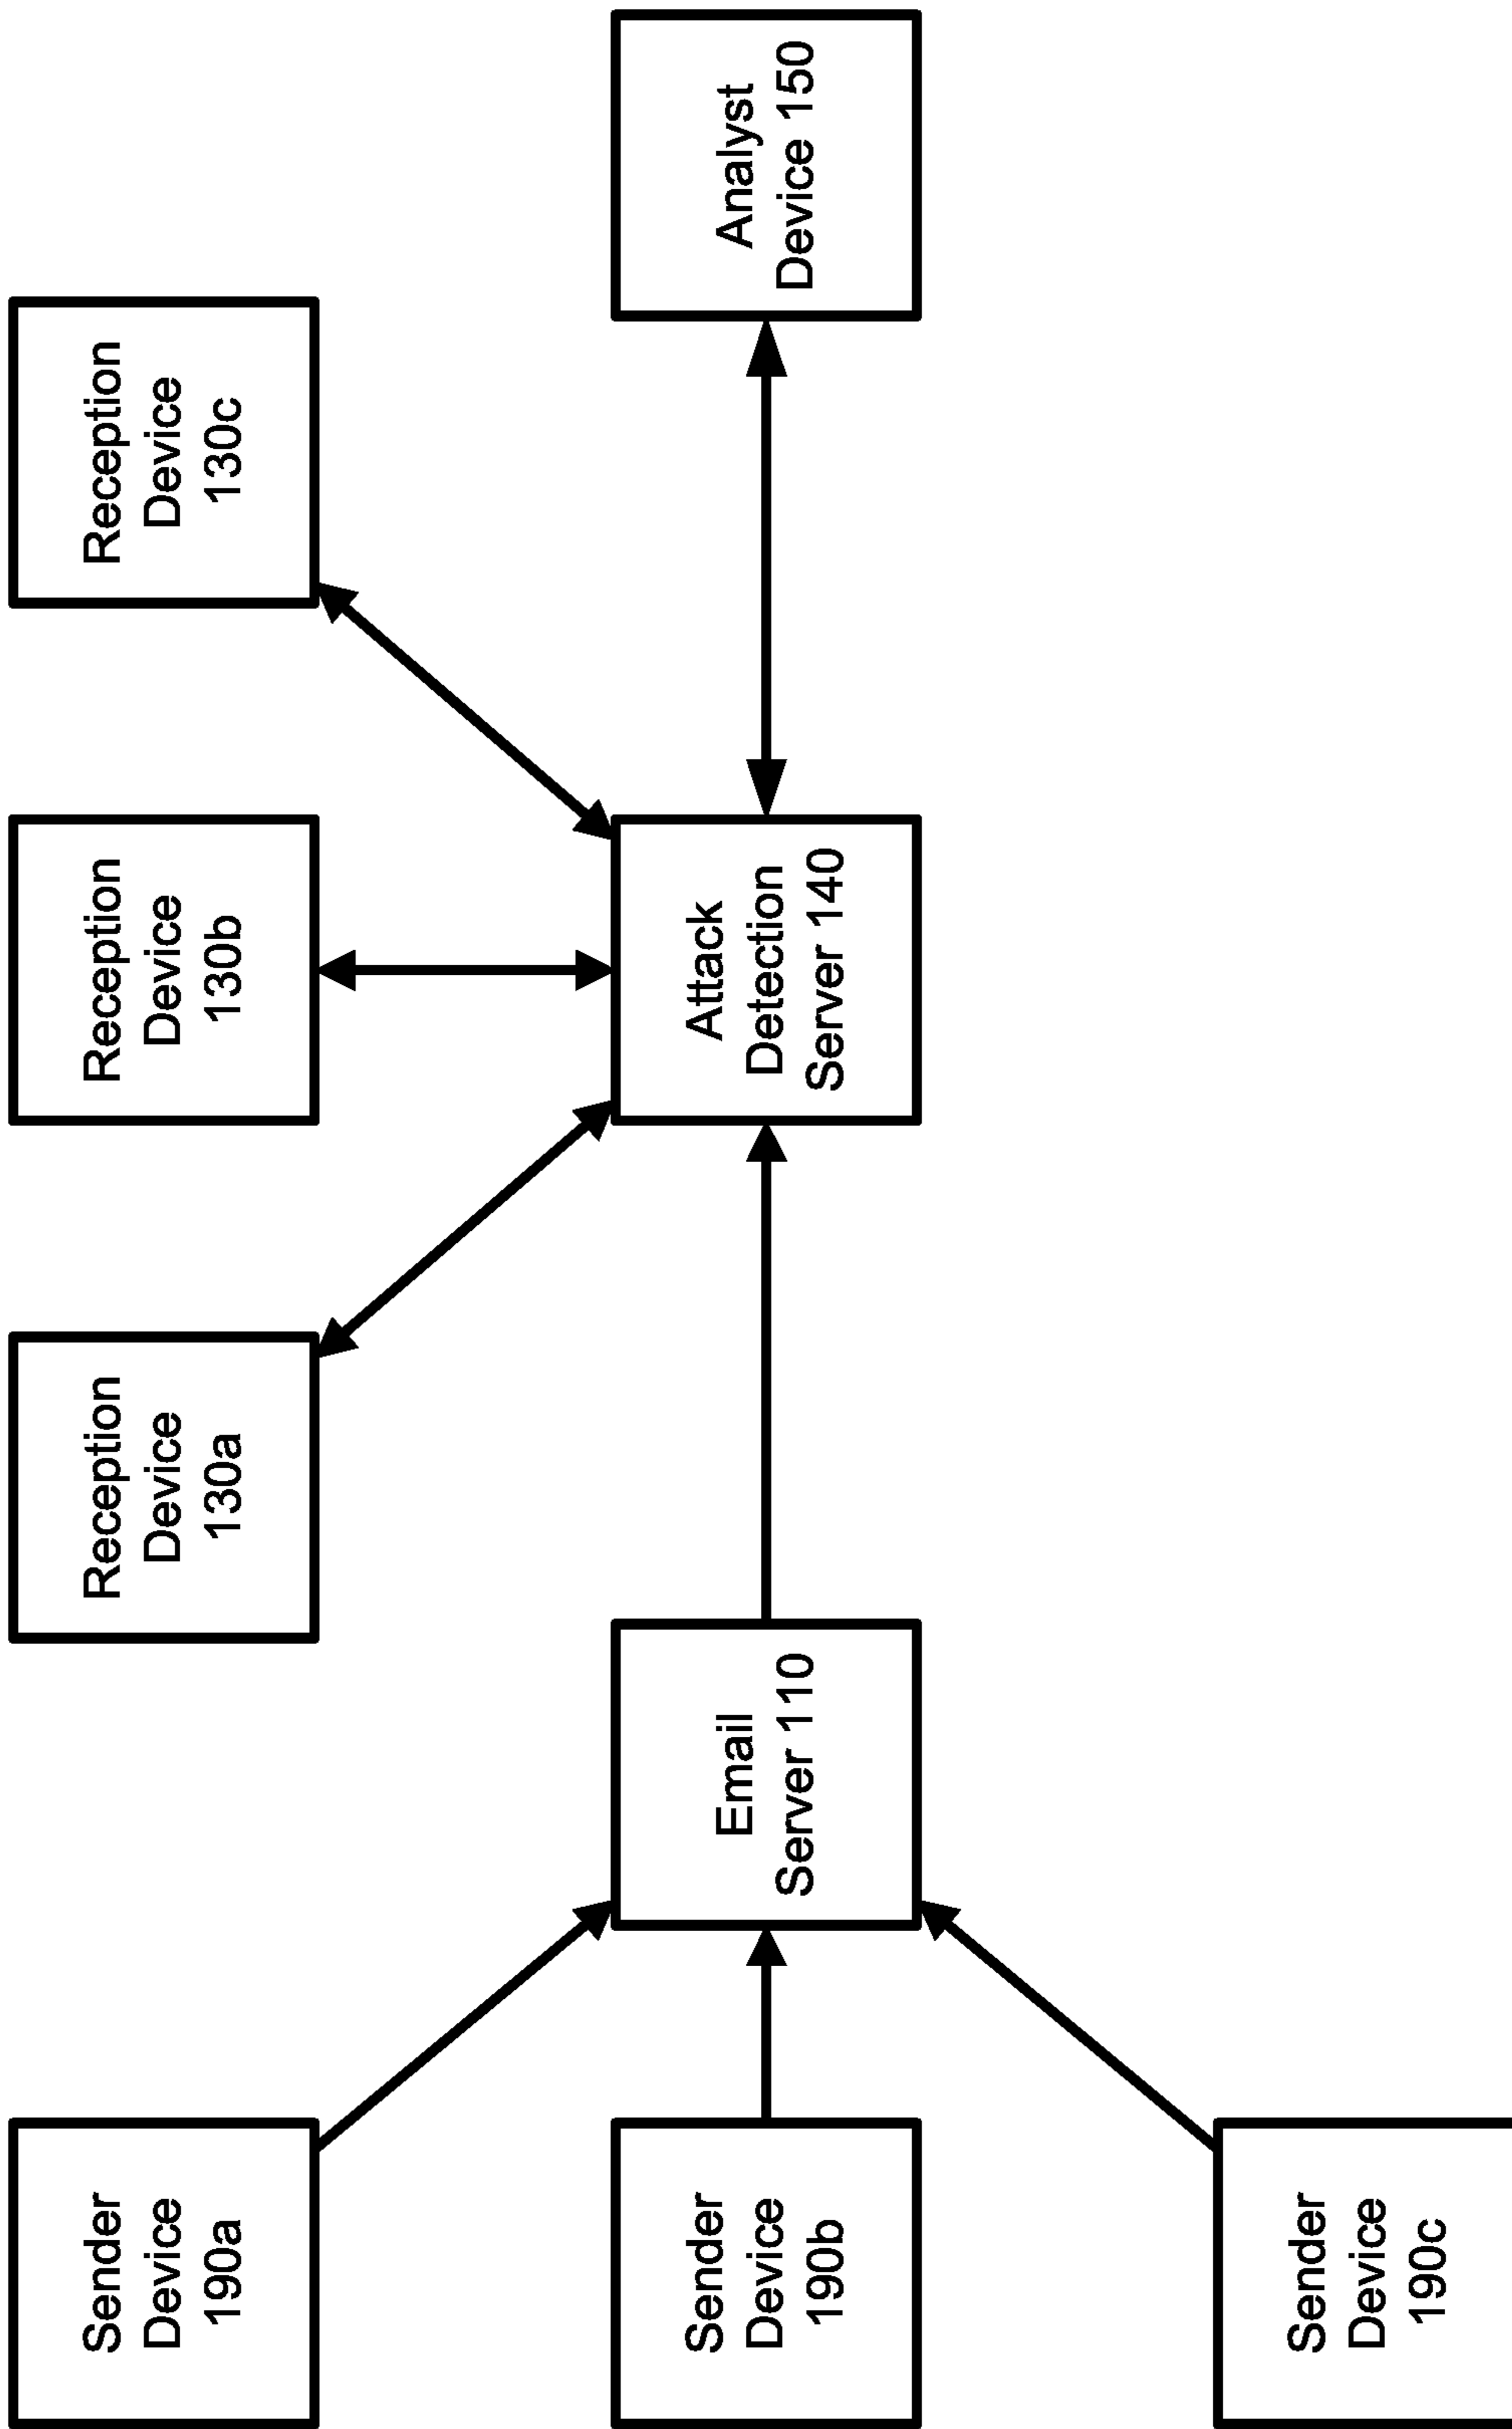 Sender
Device
190a
Reception
Device
130a
Reception
Device
130b
Reception
Device
130c
Sender
Device
190b
Email
Server 110
Attack
Detection
Server 140
Analyst
Device 150
Sender
Device
190c